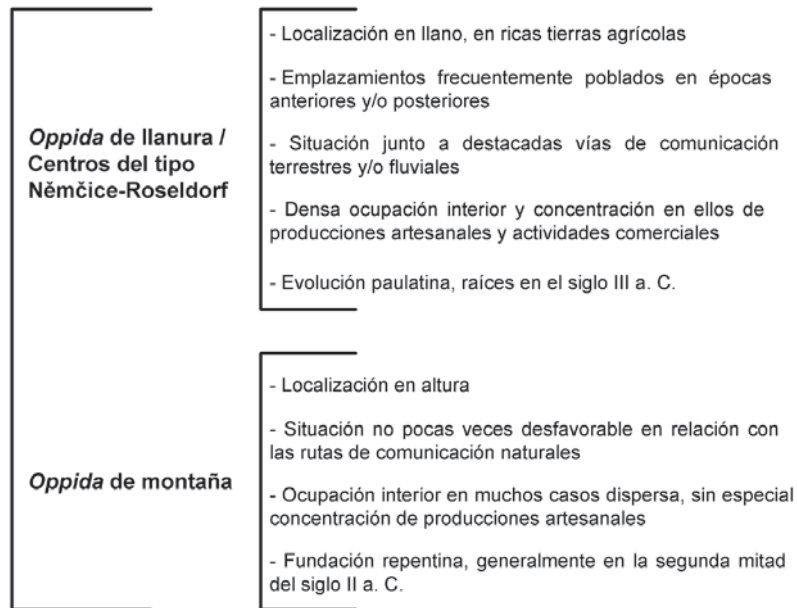 Oppida de llanura /
Centros del tipo
Němčice-Roseldorf
- Localización en llano, en ricas tierras agrícolas
- Emplazamientos frecuentemente poblados en épocas
anteriores y/o posteriores
- Situación junto a destacadas vías de comunicación
terrestres y/o fluviales
- Densa ocupación interior y concentración en ellos de
producciones artesanales y actividades comerciales
- Evolución paulatina, raíces en el siglo III a. C.
Oppida de montaña
- Localización en altura
- Situación no pocas veces desfavorable en relación con
las rutas de comunicación naturales
- Ocupación interior en muchos casos dispersa, sin especial
concentración de producciones artesanales
- Fundación repentina, generalmente en la segunda mitad
del siglo II a. C.